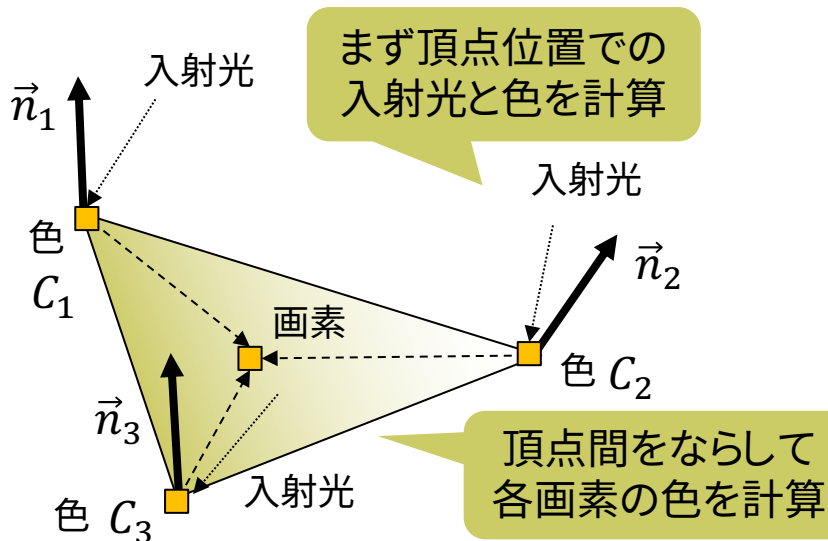 まず頂点位置での
入射光と色を計算
入射光
n⃗₁
入射光
色
C₁
n⃗₂
画素
色 C₂
n⃗₃
頂点間をならして
各画素の色を計算
入射光
色 C₃